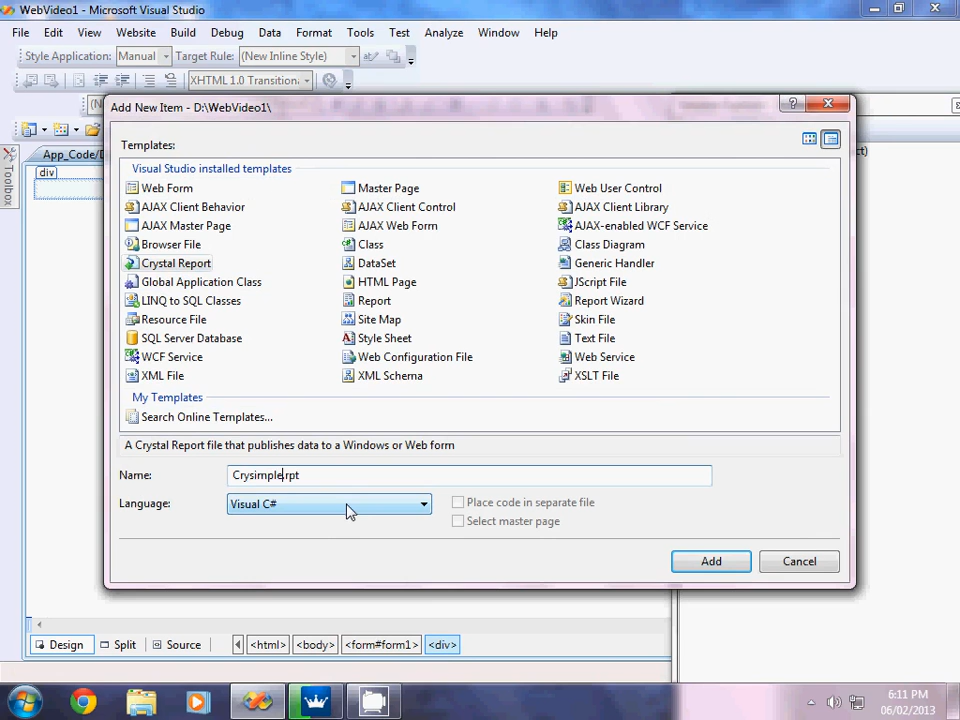 WebVideo1 - Microsoft Visual Studio
File Edit View Website Build Debug Data Format Tools Test Analyze Window Help
Style Application: Manual Target Rule: (New Inline Style)
XHTML 1.0 Transition
Add New Item - D:\WebVideo1\
Templates:
App_Code/
Toolbox
div
Visual Studio installed templates
Web Form Master Page Web User Control
AJAX Client Behavior AJAX Client Control AJAX Client Library
AJAX Master Page AJAX Web Form AJAX-enabled WCF Service
Browser File Class Class Diagram
Crystal Report DataSet Generic Handler
Global Application Class HTML Page JScript File
LINQ to SQL Classes Report Report Wizard
Resource File Site Map Skin File
SQL Server Database Style Sheet Text File
WCF Service Web Configuration File Web Service
XML File XML Schema XSLT File
My Templates
Search Online Templates...
A Crystal Report file that publishes data to a Windows or Web form
Name: Crysimple.rpt
Language: Visual C# Place code in separate file
Select master page
Add Cancel
Design Split Source <html> <body> <form#form1> <div>
6:11 PM
06/02/2013